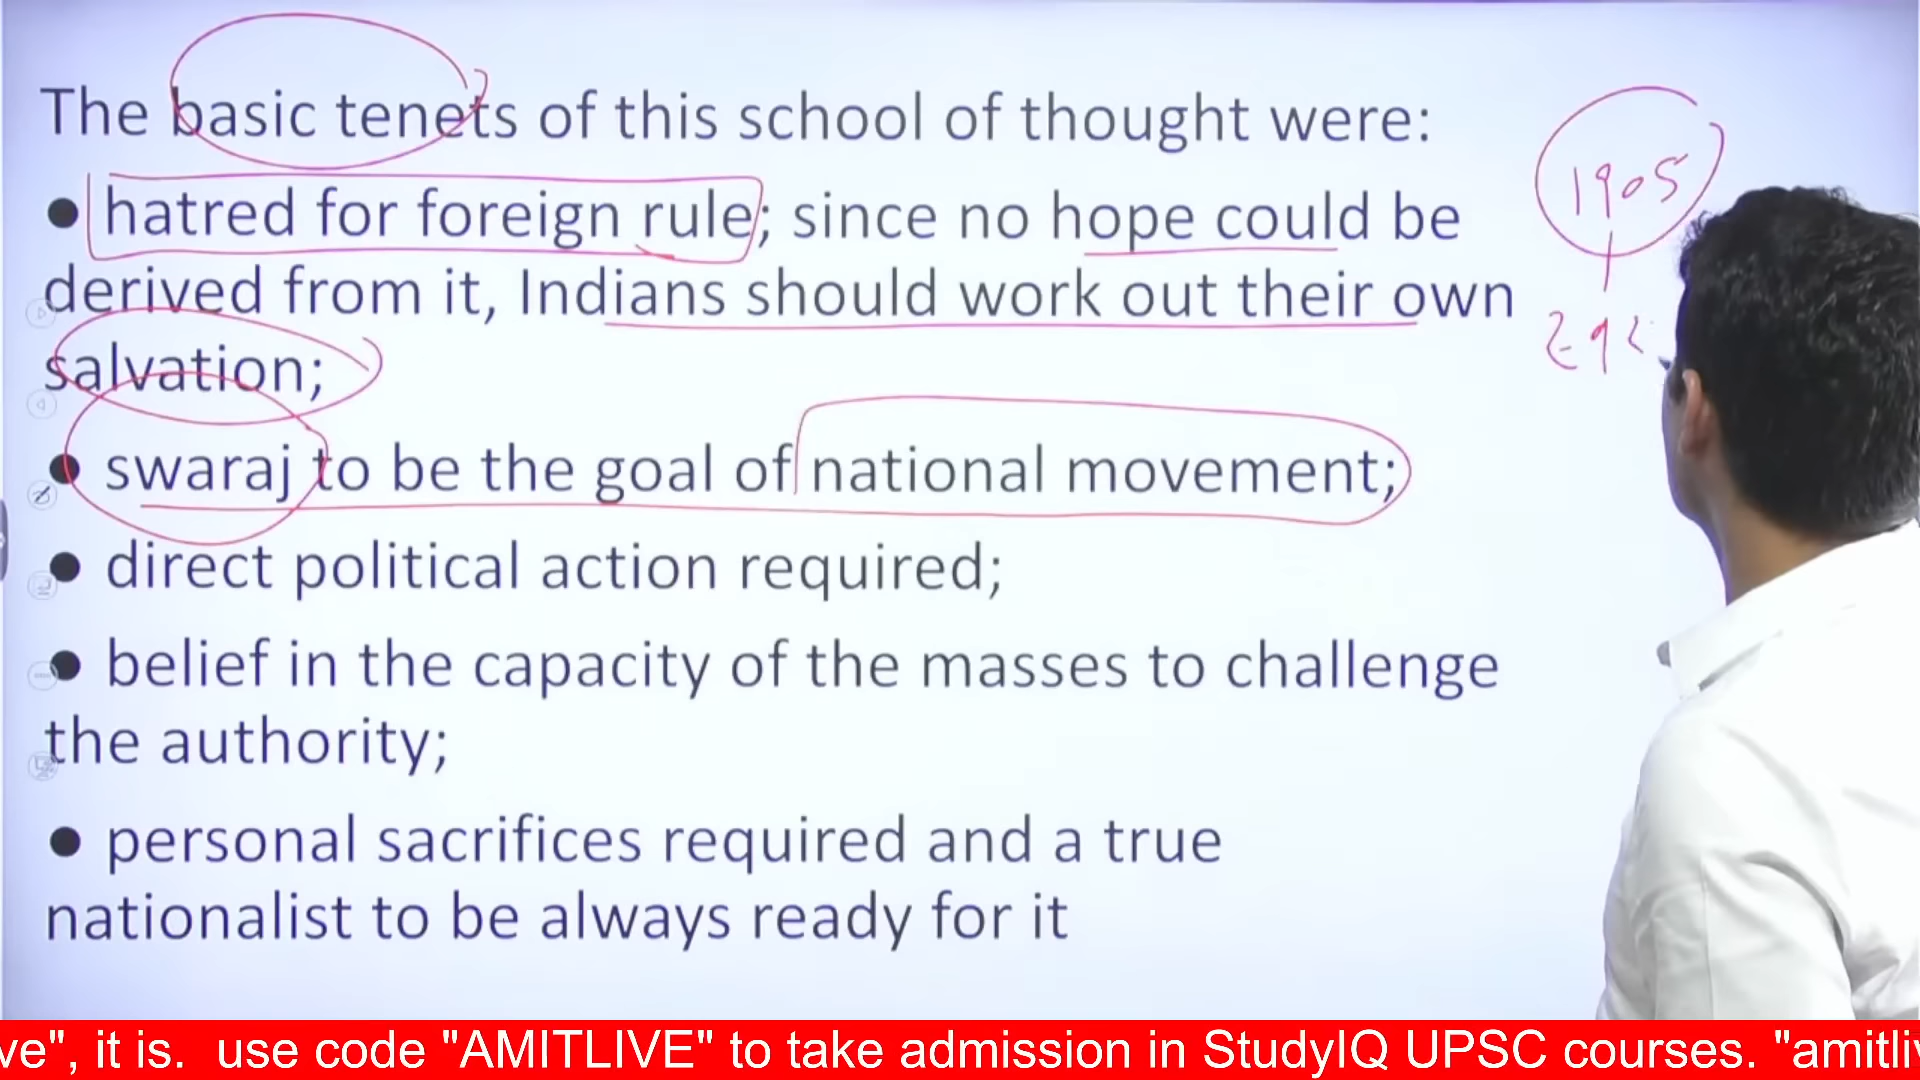 The basic tenets of this school of thought were:
● hatred for foreign rule; since no hope could be
derived from it, Indians should work out their own
salvation;
● swaraj to be the goal of national movement;
● direct political action required;
● belief in the capacity of the masses to challenge
the authority;
● personal sacrifices required and a true
nationalist to be always ready for it
1905
ve", it is. use code "AMITLIVE" to take admission in StudyIQ UPSC courses. "amitliv